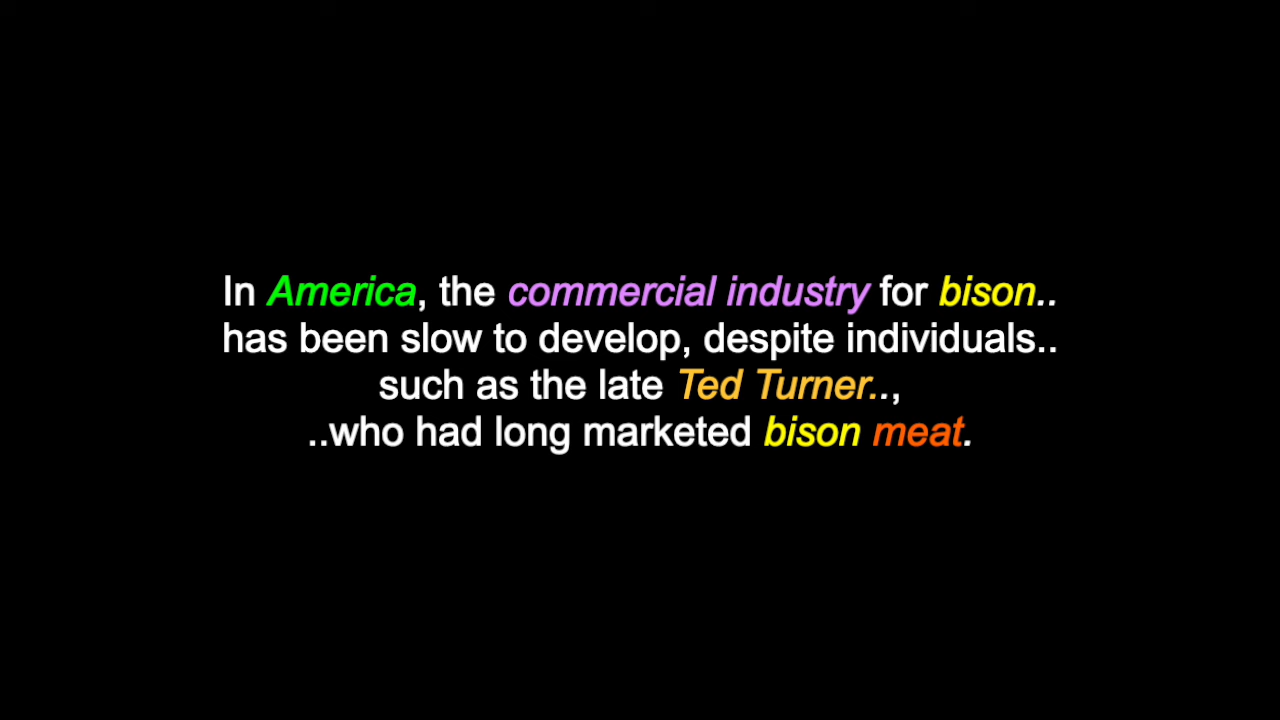 In America, the commercial industry for bison..
has been slow to develop, despite individuals..
such as the late Ted Turner..,
..who had long marketed bison meat.